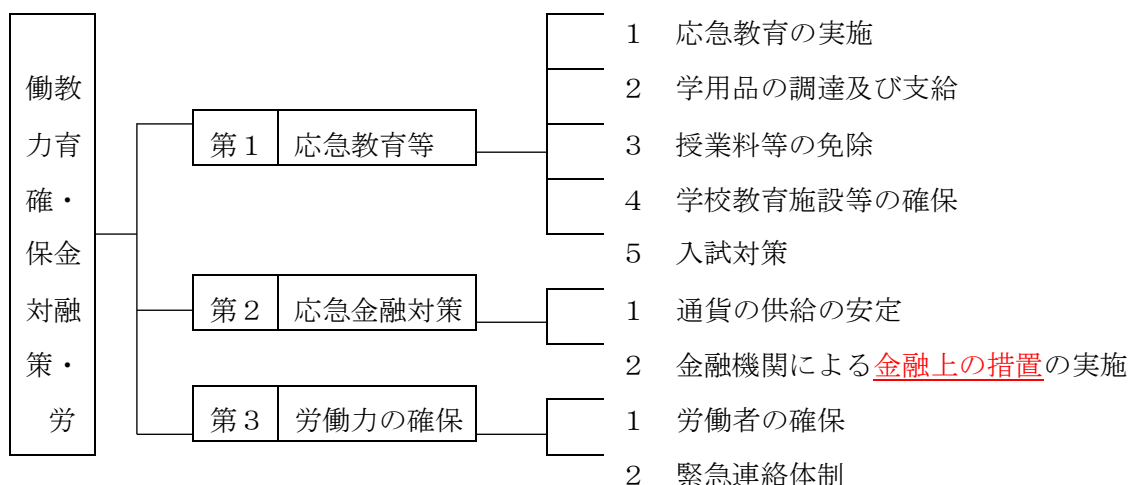 教育・金融・労
働力確保対策
第１ 応急教育等
１ 応急教育の実施
２ 学用品の調達及び支給
３ 授業料等の免除
４ 学校教育施設等の確保
５ 入試対策
第２ 応急金融対策
１ 通貨の供給の安定
２ 金融機関による金融上の措置の実施
第３ 労働力の確保
１ 労働者の確保
２ 緊急連絡体制